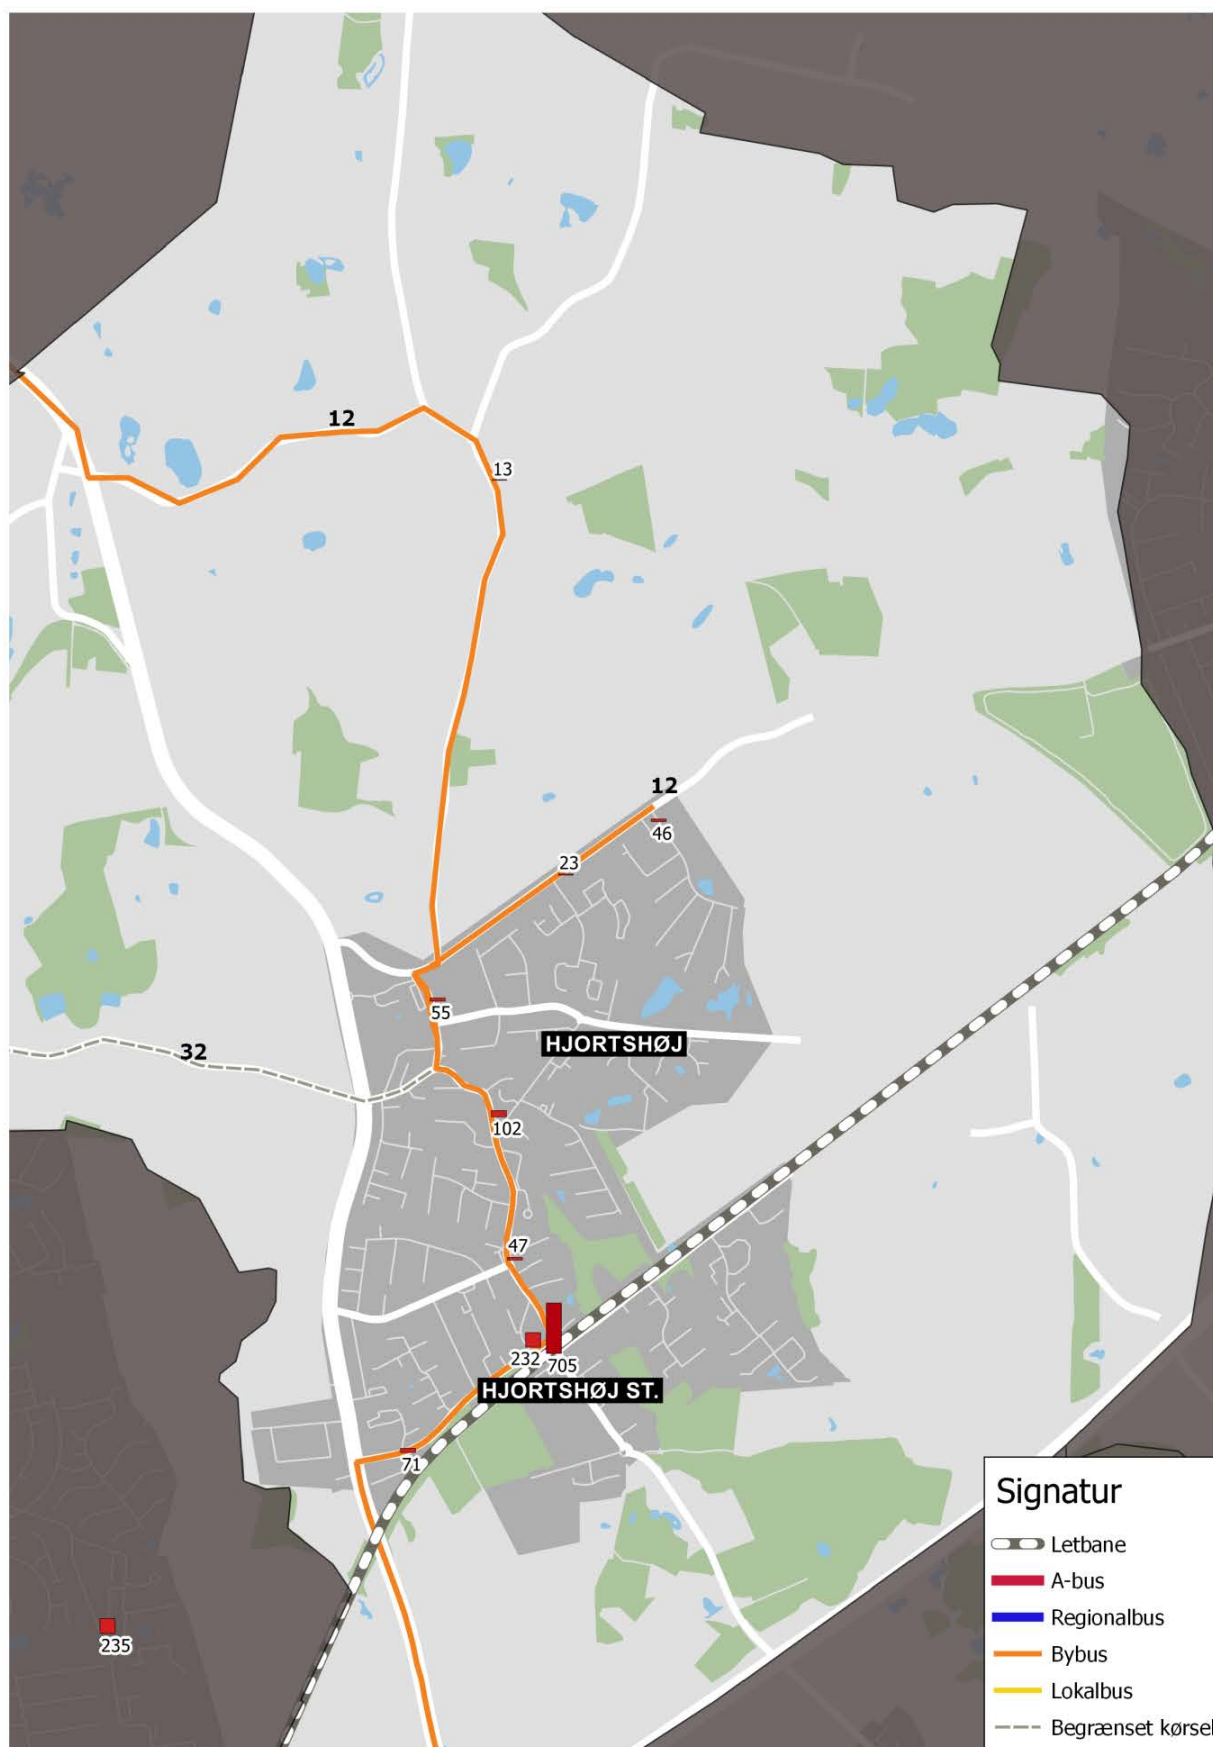 12
13
12
46
23
55
HJORTSHØJ
32
102
47
232
705
HJORTSHØJ ST.
71
235
Signatur
Letbane
A-bus
Regionalbus
Bybus
Lokalbus
Begrænset kørsel